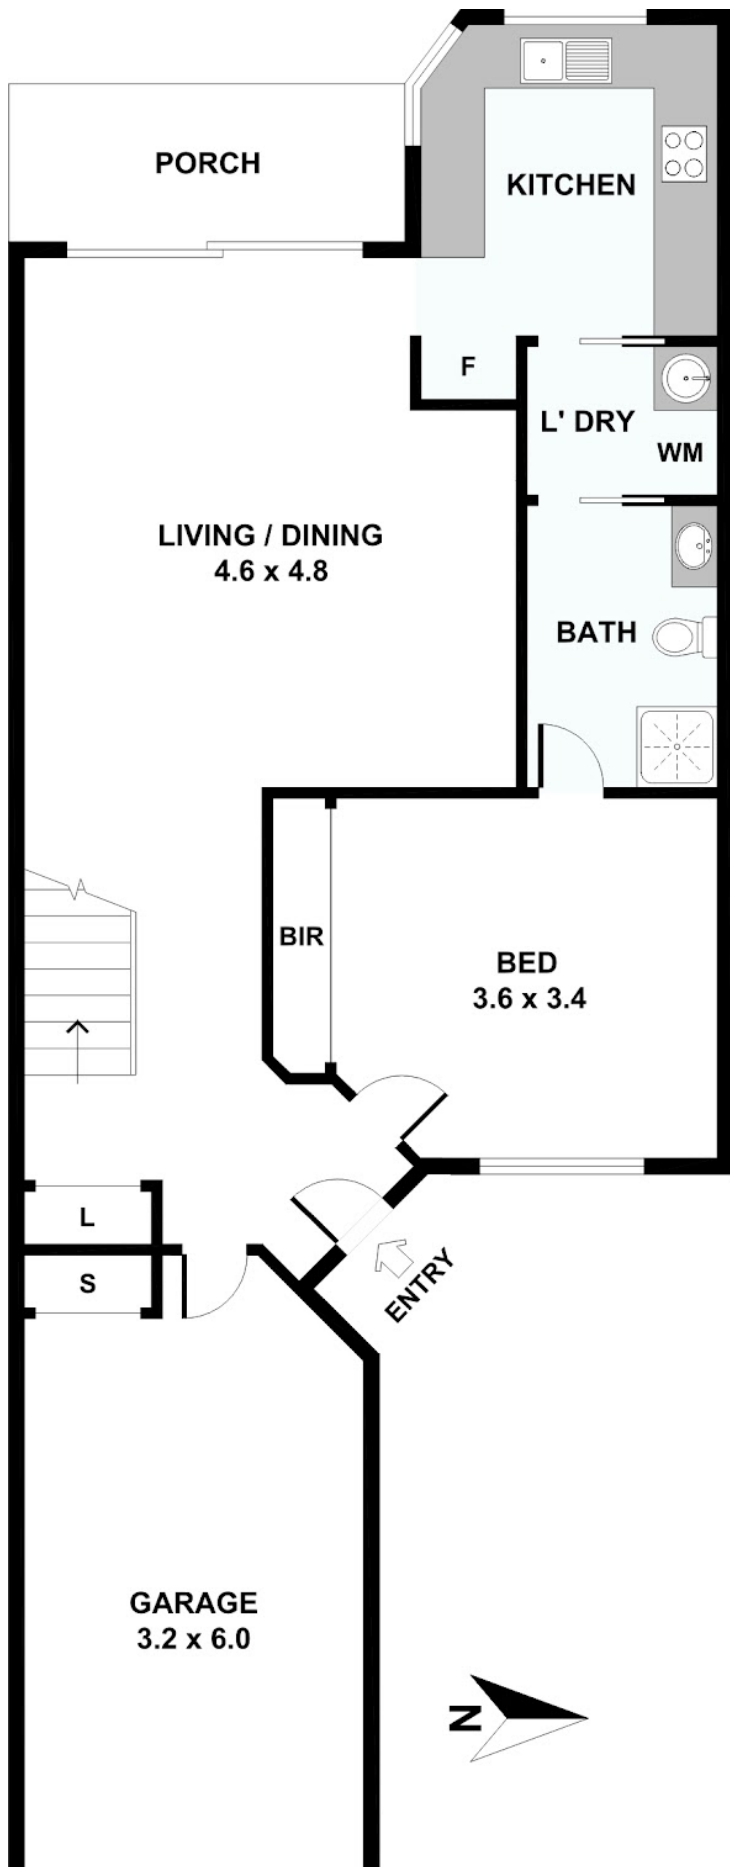 PORCH
KITCHEN
F
L' DRY
WM
LIVING / DINING
4.6 x 4.8
BATH
BIR
BED
3.6 x 3.4
L
S
ENTRY
GARAGE
3.2 x 6.0
N